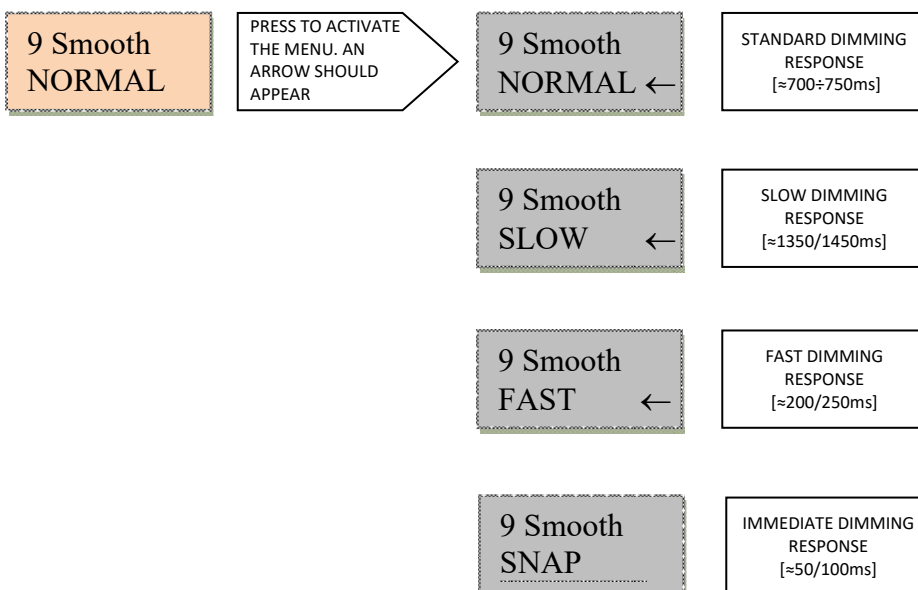 9 Smooth
NORMAL
PRESS TO ACTIVATE
THE MENU. AN
ARROW SHOULD
APPEAR
9 Smooth
NORMAL ←
STANDARD DIMMING
RESPONSE
[≈700÷750ms]
9 Smooth
SLOW ←
SLOW DIMMING
RESPONSE
[≈1350/1450ms]
9 Smooth
FAST ←
FAST DIMMING
RESPONSE
[≈200/250ms]
9 Smooth
SNAP
IMMEDIATE DIMMING
RESPONSE
[≈50/100ms]